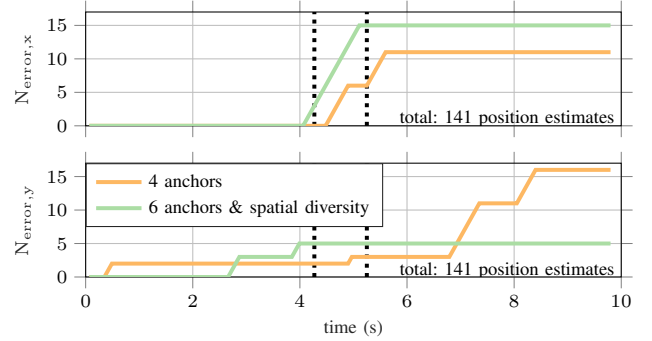 15
10
5
0
N_error,x
total: 141 position estimates
15
10
5
0
N_error,y
4 anchors
6 anchors & spatial diversity
total: 141 position estimates
0 2 4 6 8 10
time (s)